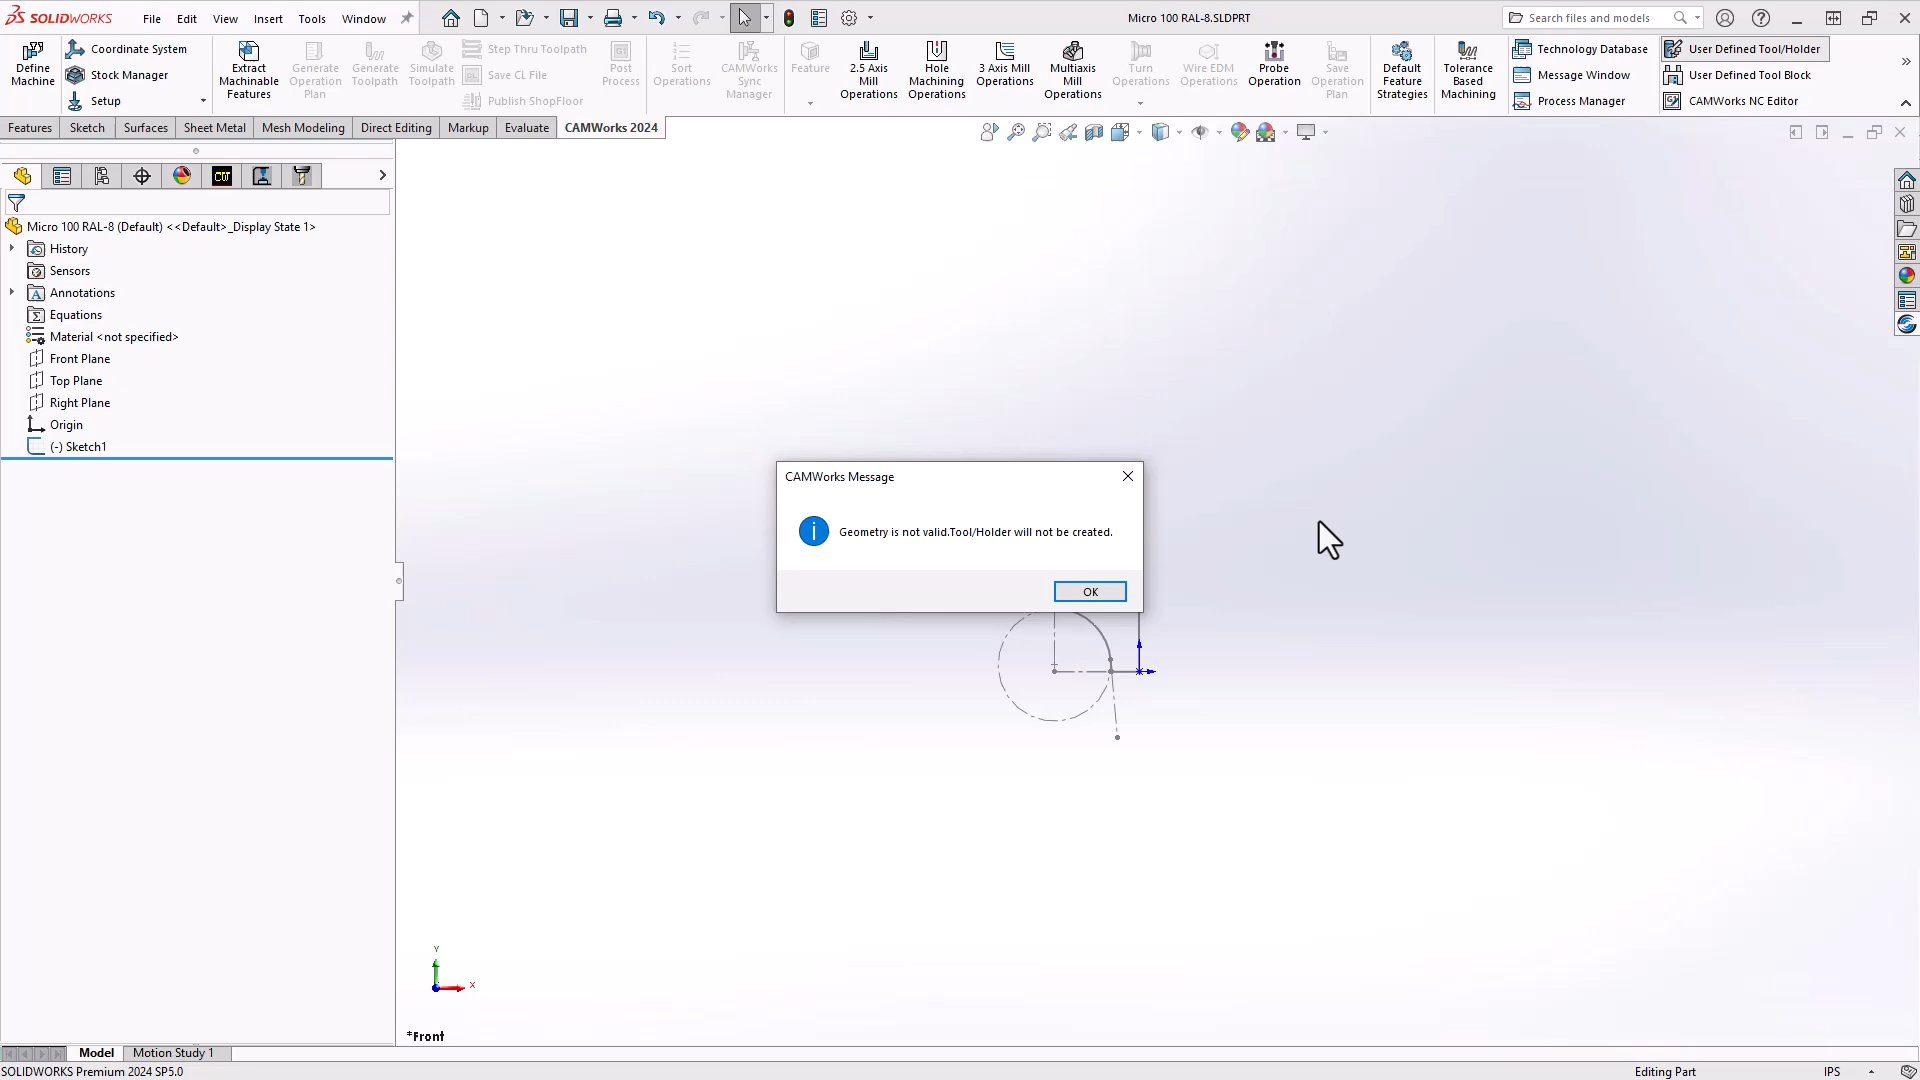 SOLIDWORKS
File
Edit
View
Insert
Tools
Window
Micro 100 RAL-8.SLDPRT
Search files and models
Define
Machine
Coordinate System
Stock Manager
Setup
Extract
Machinable
Features
Generate
Operation
Plan
Generate
Toolpath
Simulate
Toolpath
Step Thru Toolpath
Save CL File
Publish ShopFloor
Post
Process
Sort
Operations
CAMWorks
Sync
Manager
Feature
2.5 Axis
Mill
Operations
Hole
Machining
Operations
3 Axis Mill
Operations
Multiaxis
Mill
Operations
Turn
Operations
Wire EDM
Operations
Probe
Operation
Save
Operation
Plan
Default
Feature
Strategies
Tolerance
Based
Machining
Technology Database
Message Window
Process Manager
User Defined Tool/Holder
User Defined Tool Block
CAMWorks NC Editor
Features
Sketch
Surfaces
Sheet Metal
Mesh Modeling
Direct Editing
Markup
Evaluate
CAMWorks 2024
CW
Micro 100 RAL-8 (Default) <<Default>_Display State 1>
History
Sensors
Annotations
Equations
Material <not specified>
Front Plane
Top Plane
Right Plane
Origin
(-) Sketch1
CAMWorks Message
Geometry is not valid.Tool/Holder will not be created.
OK
Y
X
*Front
Model
Motion Study 1
SOLIDWORKS Premium 2024 SP5.0
Editing Part
IPS